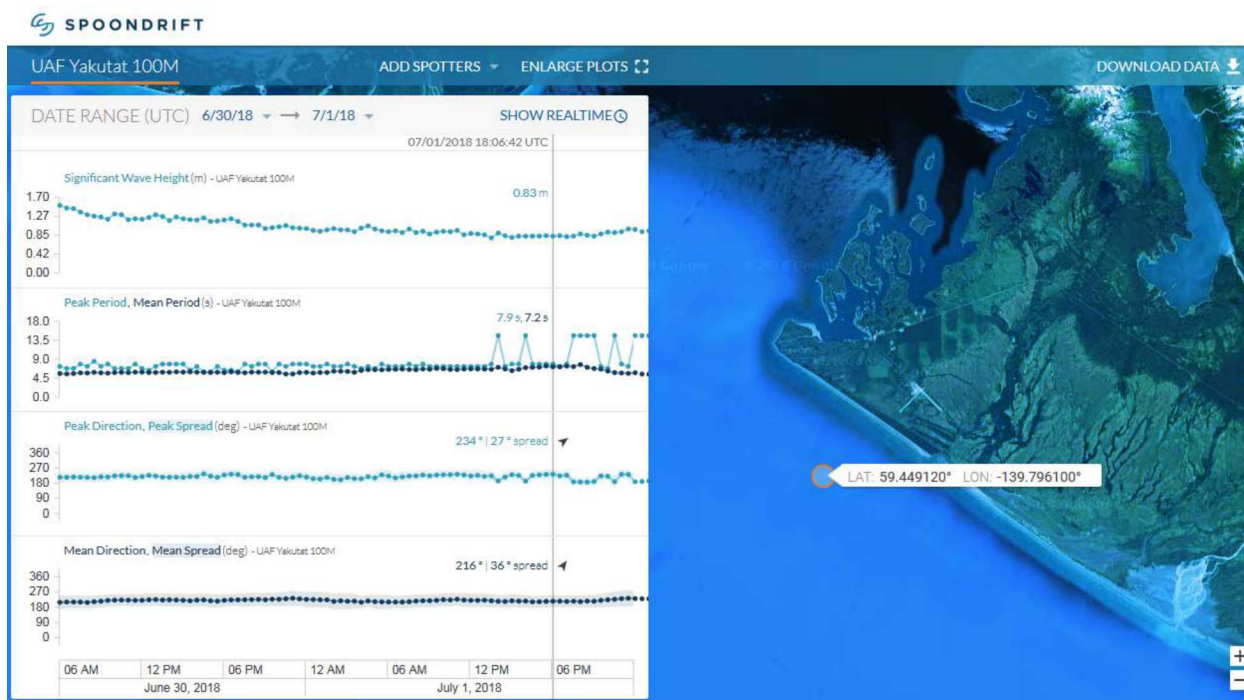 SPOONDRIFT
UAF Yakutat 100M
ADD SPOTTERS
ENLARGE PLOTS
DOWNLOAD DATA
DATE RANGE (UTC) 6/30/18 → 7/1/18
SHOW REALTIME
07/01/2018 18:06:42 UTC
Significant Wave Height (m) - UAF Yakutat 100M
0.83 m
1.70
1.27
0.85
0.42
0.00
Peak Period, Mean Period (s) - UAF Yakutat 100M
7.9 s, 7.2 s
18.0
13.5
9.0
4.5
0.0
Peak Direction, Peak Spread (deg) - UAF Yakutat 100M
234 ° | 27 ° spread
360
270
180
90
0
Mean Direction, Mean Spread (deg) - UAF Yakutat 100M
216 ° | 36 ° spread
360
270
180
90
0
06 AM 12 PM 06 PM 12 AM 06 AM 12 PM 06 PM
June 30, 2018 July 1, 2018
LAT: 59.449120° LON: -139.796100°
+
−